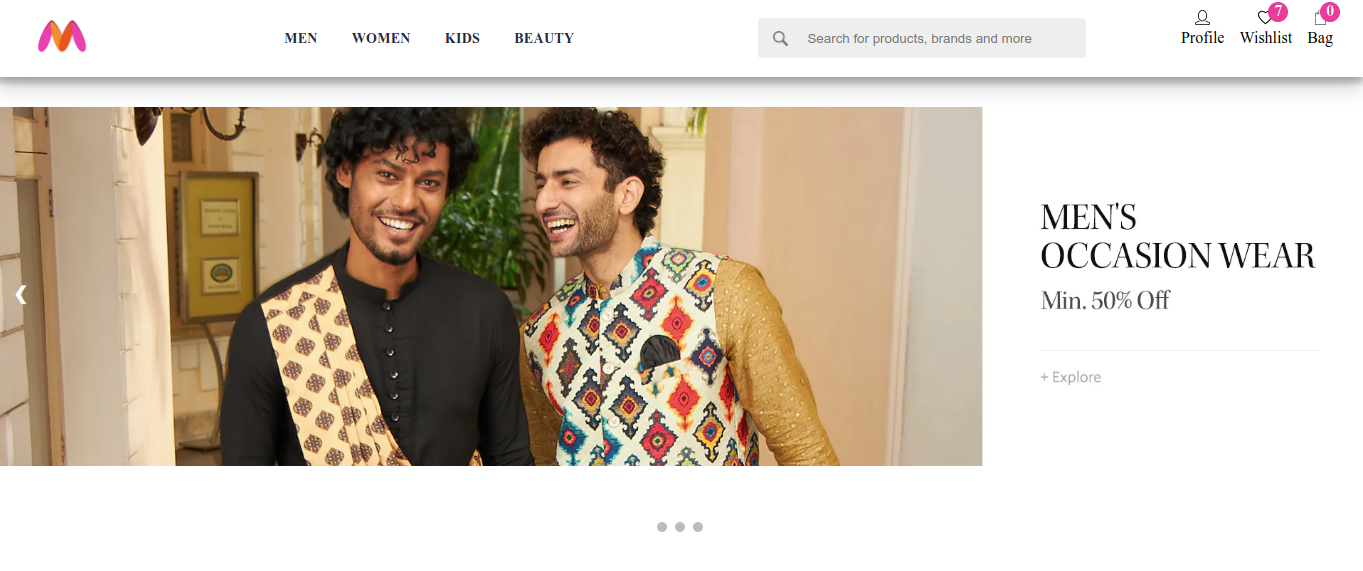 MEN WOMEN KIDS BEAUTY
Search for products, brands and more
7
0
Profile Wishlist Bag
MEN'S
OCCASION WEAR
Min. 50% Off
+ Explore